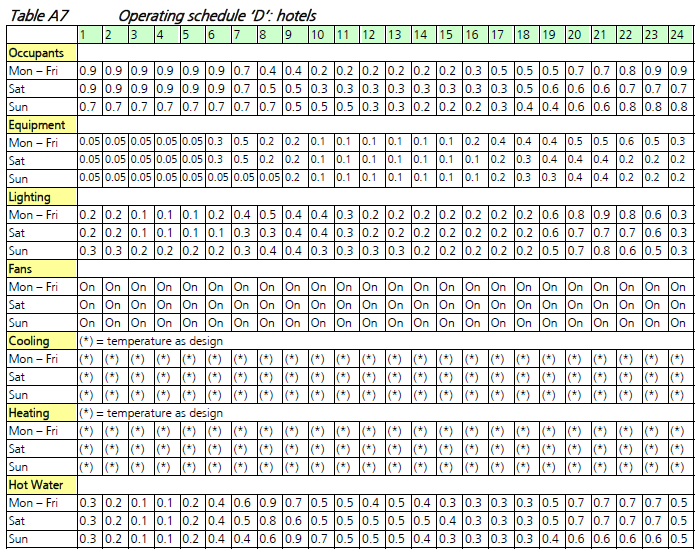 Table A7 Operating schedule ‘D’: hotels
1 2 3 4 5 6 7 8 9 10 11 12 13 14 15 16 17 18 19 20 21 22 23 24
Occupants
Mon – Fri 0.9 0.9 0.9 0.9 0.9 0.9 0.7 0.4 0.4 0.2 0.2 0.2 0.2 0.2 0.2 0.3 0.5 0.5 0.5 0.7 0.7 0.8 0.9 0.9
Sat 0.9 0.9 0.9 0.9 0.9 0.9 0.7 0.5 0.5 0.3 0.3 0.3 0.3 0.3 0.3 0.3 0.3 0.5 0.6 0.6 0.6 0.7 0.7 0.7
Sun 0.7 0.7 0.7 0.7 0.7 0.7 0.7 0.7 0.5 0.5 0.5 0.3 0.3 0.2 0.2 0.2 0.3 0.4 0.4 0.6 0.6 0.8 0.8 0.8
Equipment
Mon – Fri 0.05 0.05 0.05 0.05 0.05 0.3 0.5 0.2 0.2 0.1 0.1 0.1 0.1 0.1 0.1 0.2 0.4 0.4 0.4 0.5 0.5 0.6 0.5 0.3
Sat 0.05 0.05 0.05 0.05 0.05 0.3 0.5 0.2 0.2 0.1 0.1 0.1 0.1 0.1 0.1 0.2 0.3 0.4 0.4 0.4 0.2 0.2 0.2
Sun 0.05 0.05 0.05 0.05 0.05 0.05 0.05 0.05 0.2 0.1 0.1 0.1 0.1 0.1 0.1 0.1 0.2 0.3 0.3 0.4 0.4 0.2 0.2 0.2
Lighting
Mon – Fri 0.2 0.2 0.1 0.1 0.1 0.2 0.4 0.5 0.4 0.4 0.3 0.2 0.2 0.2 0.2 0.2 0.2 0.2 0.6 0.8 0.9 0.8 0.6 0.3
Sat 0.2 0.2 0.1 0.1 0.1 0.1 0.3 0.3 0.4 0.4 0.3 0.2 0.2 0.2 0.2 0.2 0.2 0.2 0.6 0.7 0.7 0.7 0.6 0.3
Sun 0.3 0.3 0.2 0.2 0.2 0.2 0.3 0.4 0.4 0.3 0.3 0.3 0.3 0.2 0.2 0.2 0.2 0.2 0.5 0.7 0.8 0.6 0.5 0.3
Fans
Mon – Fri On On On On On On On On On On On On On On On On On On On On On On On On
Sat On On On On On On On On On On On On On On On On On On On On On On On On
Sun On On On On On On On On On On On On On On On On On On On On On On On On
Cooling (*) = temperature as design
Mon – Fri (*) (*) (*) (*) (*) (*) (*) (*) (*) (*) (*) (*) (*) (*) (*) (*) (*) (*) (*) (*) (*) (*) (*) (*)
Sat (*) (*) (*) (*) (*) (*) (*) (*) (*) (*) (*) (*) (*) (*) (*) (*) (*) (*) (*) (*) (*) (*) (*) (*)
Sun (*) (*) (*) (*) (*) (*) (*) (*) (*) (*) (*) (*) (*) (*) (*) (*) (*) (*) (*) (*) (*) (*) (*) (*)
Heating (*) = temperature as design
Mon – Fri (*) (*) (*) (*) (*) (*) (*) (*) (*) (*) (*) (*) (*) (*) (*) (*) (*) (*) (*) (*) (*) (*) (*) (*)
Sat (*) (*) (*) (*) (*) (*) (*) (*) (*) (*) (*) (*) (*) (*) (*) (*) (*) (*) (*) (*) (*) (*) (*) (*)
Sun (*) (*) (*) (*) (*) (*) (*) (*) (*) (*) (*) (*) (*) (*) (*) (*) (*) (*) (*) (*) (*) (*) (*) (*)
Hot Water
Mon – Fri 0.3 0.2 0.1 0.1 0.2 0.4 0.6 0.9 0.7 0.5 0.5 0.4 0.5 0.4 0.3 0.3 0.3 0.3 0.5 0.7 0.7 0.7 0.7 0.5
Sat 0.3 0.2 0.1 0.1 0.2 0.4 0.5 0.8 0.6 0.5 0.5 0.5 0.5 0.5 0.4 0.3 0.3 0.3 0.5 0.7 0.7 0.7 0.7 0.5
Sun 0.3 0.2 0.1 0.1 0.2 0.4 0.4 0.6 0.9 0.7 0.5 0.5 0.5 0.4 0.3 0.3 0.3 0.3 0.4 0.6 0.6 0.6 0.6 0.5